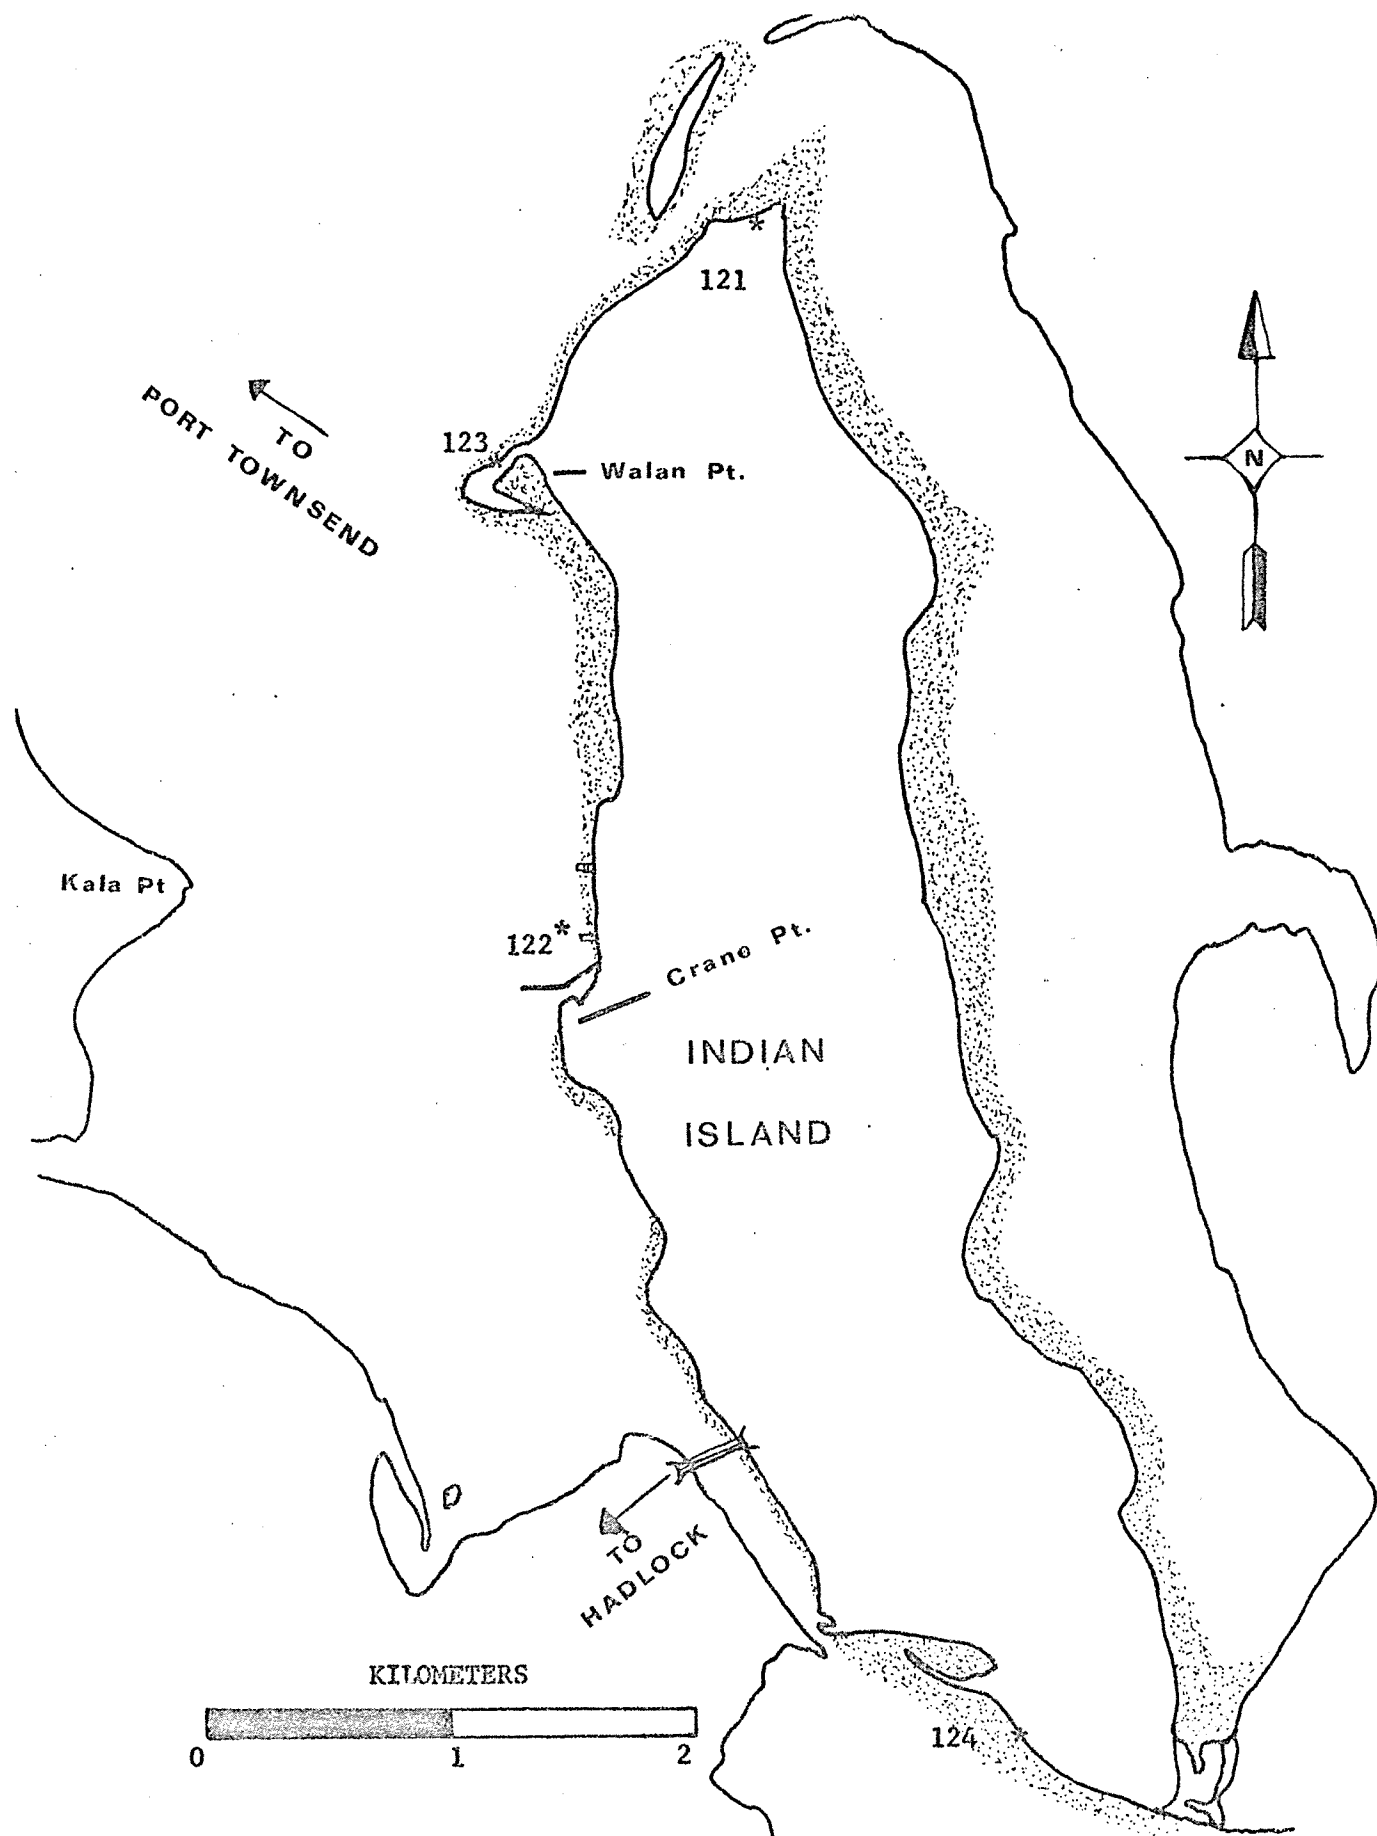 121
TO
PORT TOWNSEND
123
Walan Pt.
N
Kala Pt
122*
Crane Pt.
INDIAN
ISLAND
TO
HADLOCK
KILOMETERS
0 1 2
124